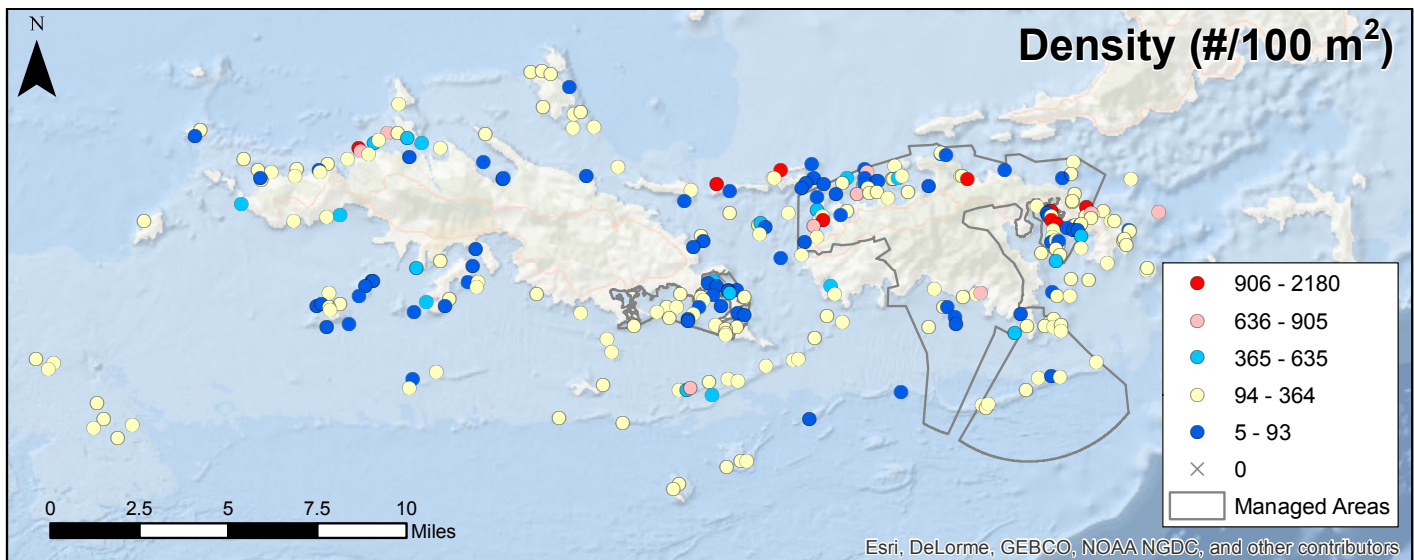 N
Density (#/100 m²)
906 - 2180
636 - 905
365 - 635
94 - 364
5 - 93
0
Managed Areas
0 2.5 5 7.5 10
Miles
Esri, DeLorme, GEBCO, NOAA NGDC, and other contributors